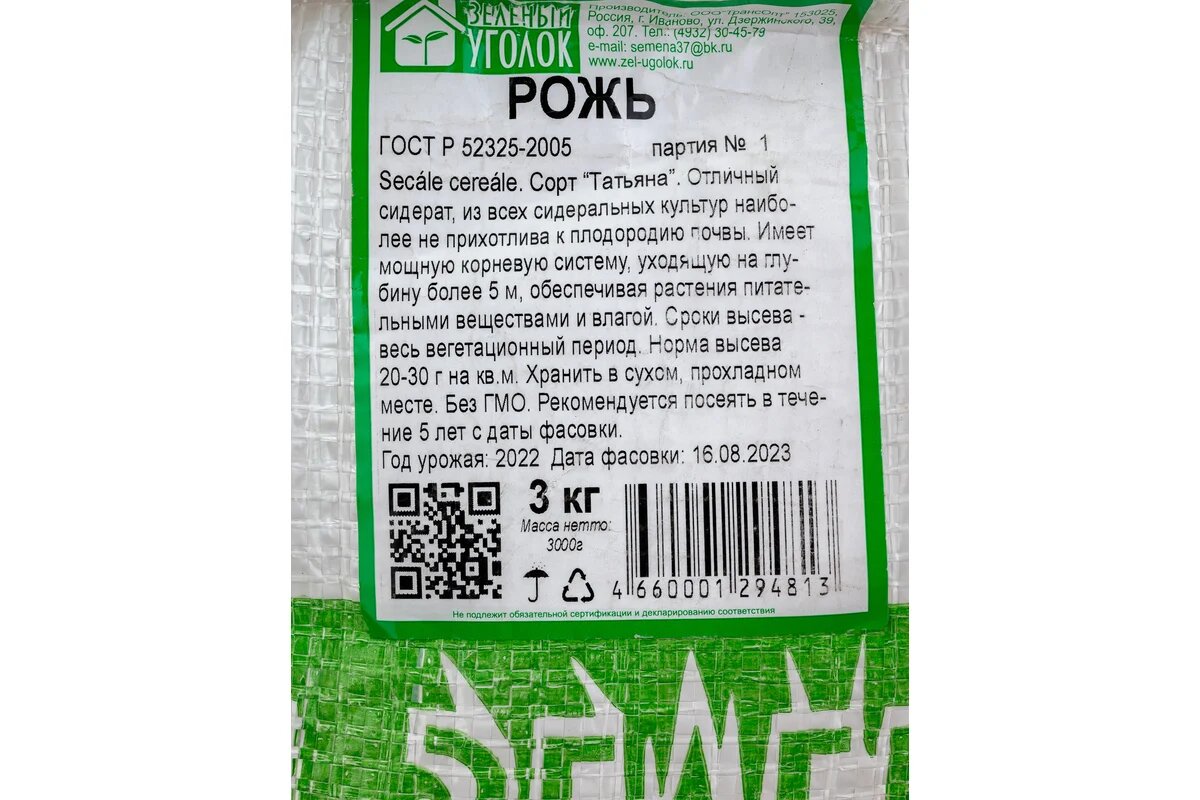 ЗЕЛЕНЫЙ
УГОЛОК
Производитель: ООО "ТрансОпт" 153025,
Россия, г. Иваново, ул. Дзержинского, 39,
оф. 207. Тел.: (4932) 30-45-79
e-mail: semena37@bk.ru
www.zel-ugolok.ru
РОЖЬ
ГОСТ Р 52325-2005 партия № 1
Secále cereále. Сорт “Татьяна”. Отличный
сидерат, из всех сидеральных культур наибо-
лее не прихотлива к плодородию почвы. Имеет
мощную корневую систему, уходящую на глу-
бину более 5 м, обеспечивая растения питате-
льными веществами и влагой. Сроки высева -
весь вегетационный период. Норма высева
20-30 г на кв.м. Хранить в сухом, прохладном
месте. Без ГМО. Рекомендуется посеять в тече-
ние 5 лет с даты фасовки.
Год урожая: 2022 Дата фасовки: 16.08.2023
3 кг
Масса нетто:
3000г
4 660001 294813
Не подлежит обязательной сертификации и декларированию соответствия